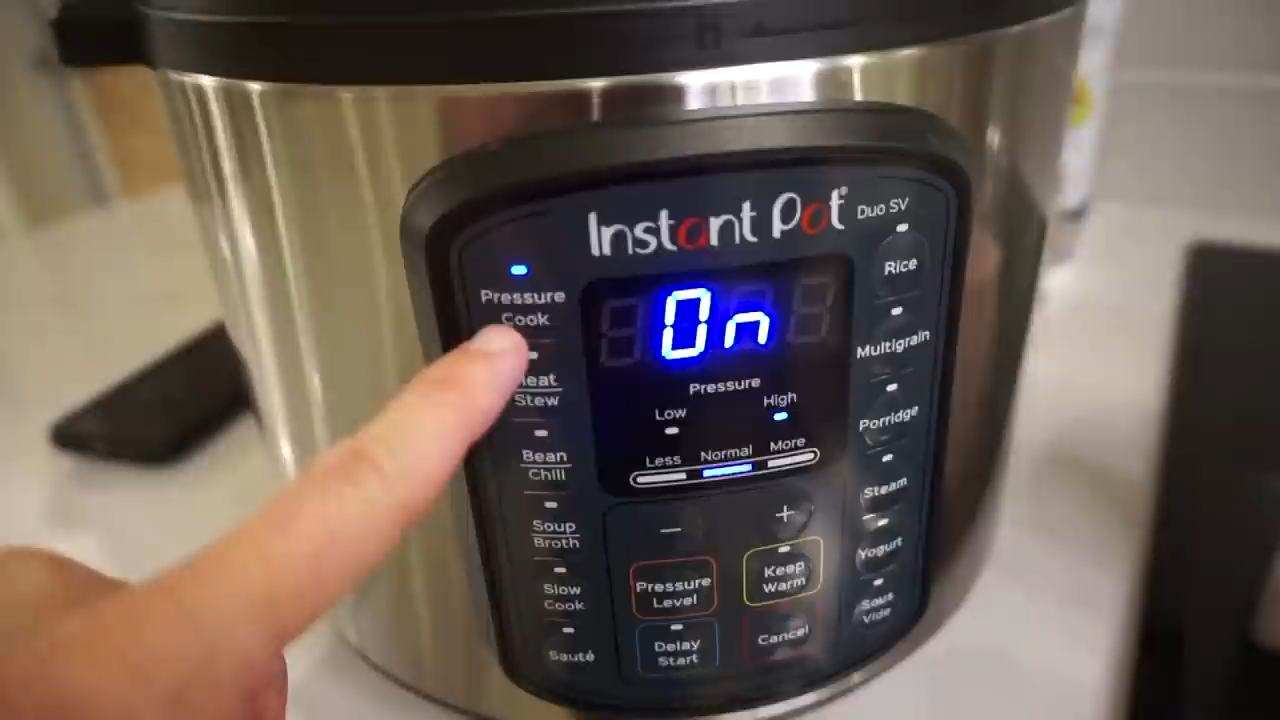 Instant Pot® Duo SV
Pressure
Cook
eat
Stew
Bean
Chili
Soup
Broth
Slow
Cook
Sauté
On
Pressure
Low High
Less Normal More
− +
Pressure
Level
Keep
Warm
Delay
Start
Cancel
Rice
Multigrain
Porridge
Steam
Yogurt
Sous
Vide